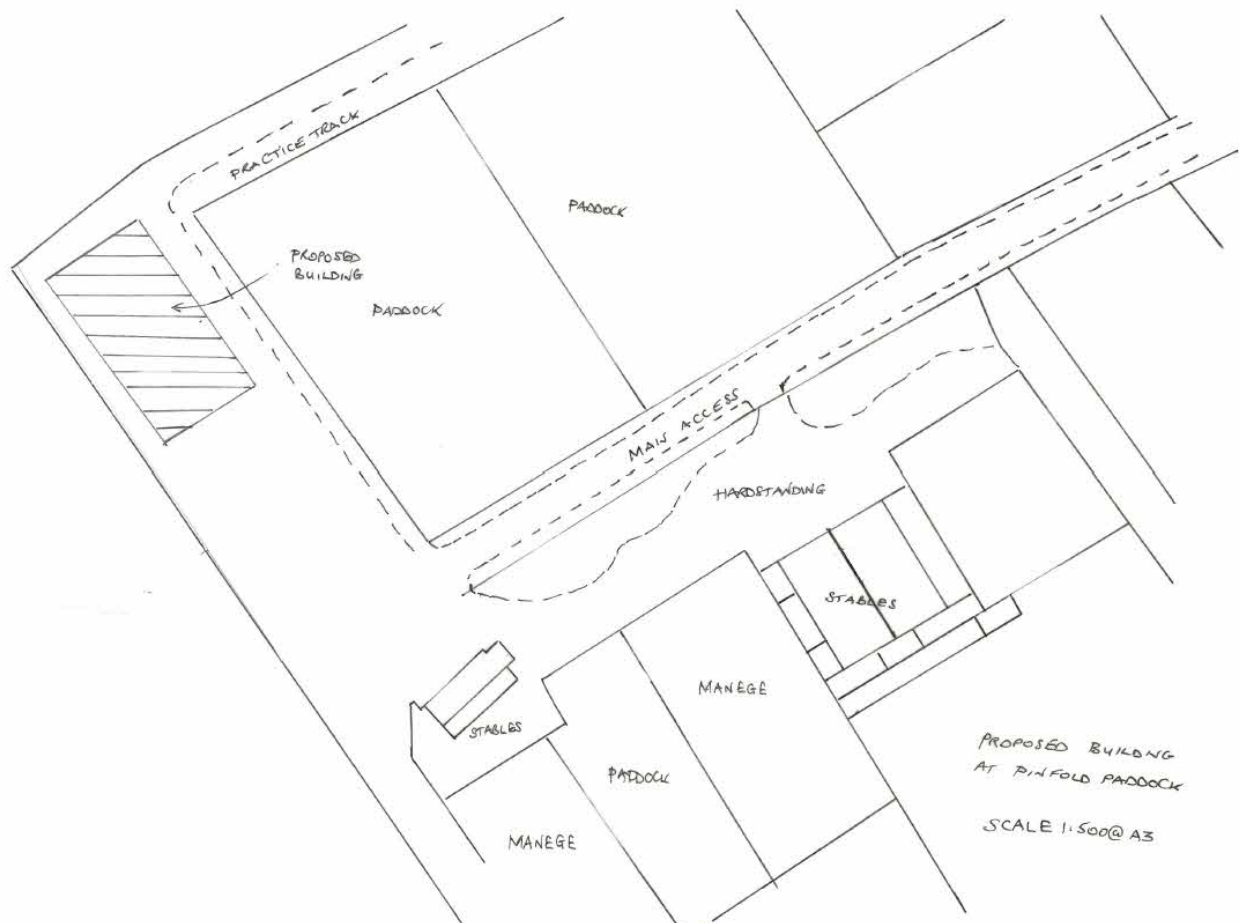 PRACTICE TRACK
PADDOCK
PROPOSED
BUILDING
PADDOCK
MAIN ACCESS
HARDSTANDING
STABLES
MANEGE
STABLES
PADDOCK
MANEGE
PROPOSED BUILDING
AT PINFOLD PADDOCK
SCALE 1:500@ A3